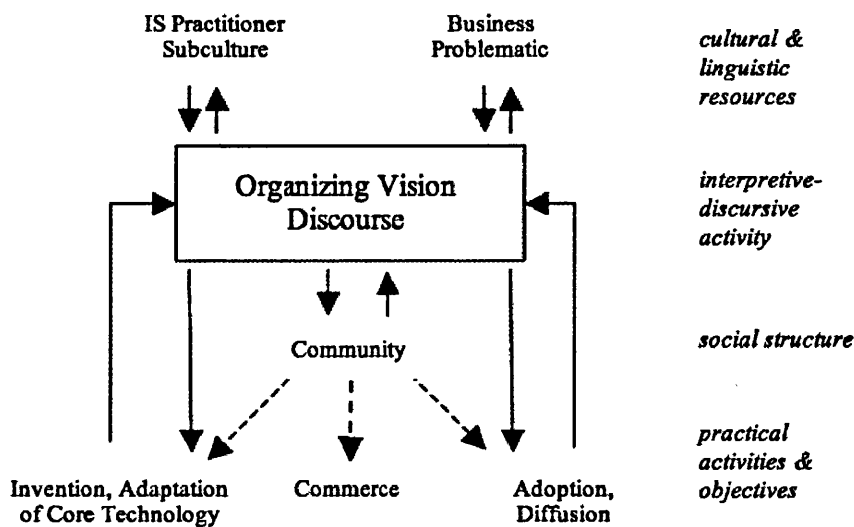 IS Practitioner
Subculture
Business
Problematic
cultural &
linguistic
resources
Organizing Vision
Discourse
interpretive-
discursive
activity
Community
social structure
Invention, Adaptation
of Core Technology
Commerce
Adoption,
Diffusion
practical
activities &
objectives